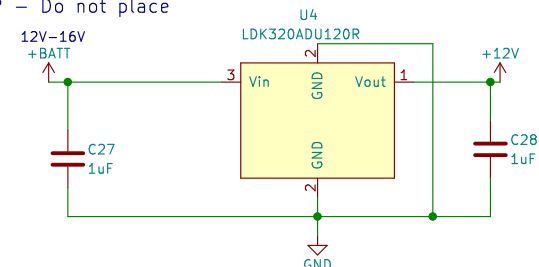 – Do not place
U4
LDK320ADU120R
12V–16V
+BATT
+12V
2
3
Vin
GND
Vout
1
C27
1uF
C28
1uF
GND
2
GND